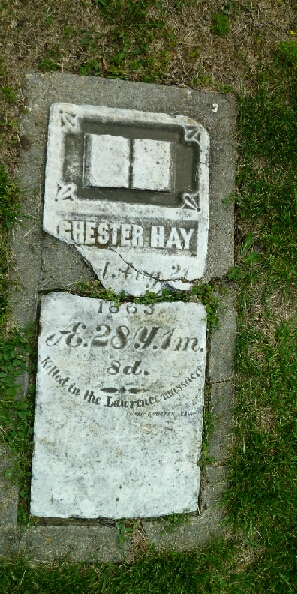 CHESTER HAY
Aug. 21
1863
Æ. 28 Y. 1 m.
8 d.
Killed in the Lawrence massacre